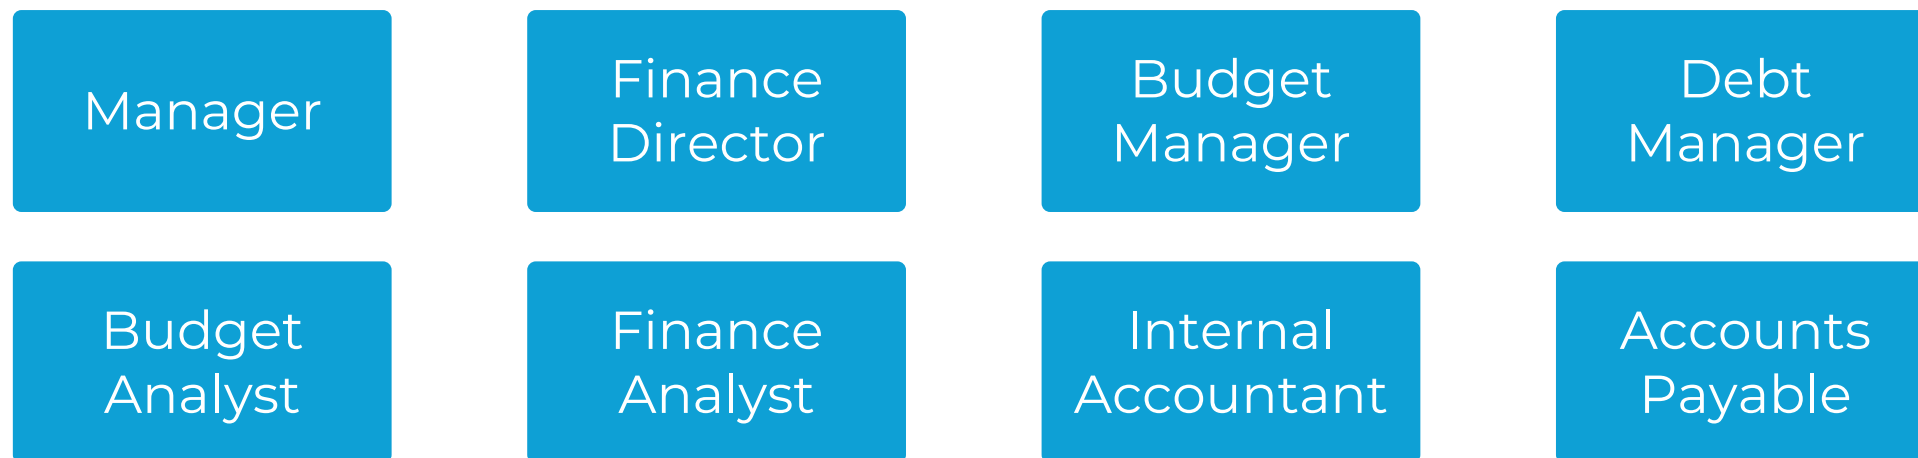 Manager
Finance
Director
Budget
Manager
Debt
Manager
Budget
Analyst
Finance
Analyst
Internal
Accountant
Accounts
Payable